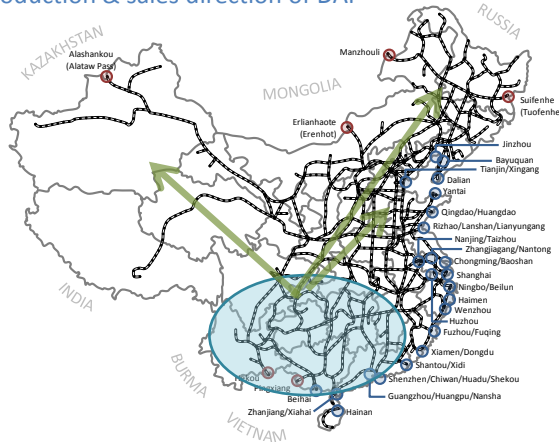 oduction & sales direction of DAP
RUSSIA
KAZAKHSTAN
Alashankou
(Alataw Pass)
Manzhouli
MONGOLIA
Suifenhe
(Tuofenhe
Erlianhaote
(Erenhot)
Jinzhou
Bayuquan
Tianjin/Xingang
Dalian
Yantai
Qingdao/Huangdao
Rizhao/Lanshan/Lianyungang
Nanjing/Taizhou
Zhangjiagang/Nantong
Chongming/Baoshan
Shanghai
Ningbo/Beilun
Haimen
Wenzhou
Huzhou
Fuzhou/Fuqing
INDIA
Xiamen/Dongdu
Shantou/Xidi
BURMA
Pingxiang
Shenzhen/Chiwan/Huadu/Shekou
Beihai
Guangzhou/Huangpu/Nansha
Zhanjiang/Xiahai
Hainan
VIETNAM